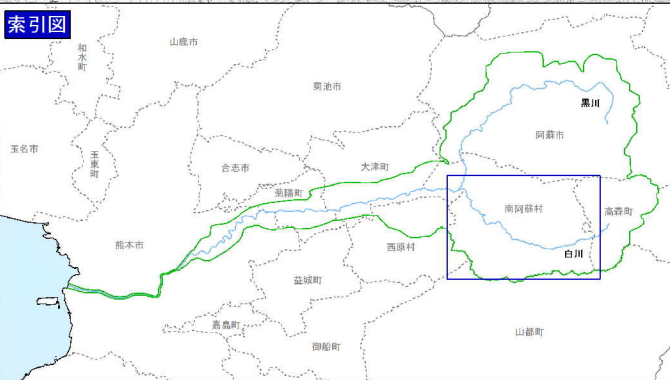 索引図
山鹿市
和水町
菊池市
黒川
玉名市
玉東町
阿蘇市
合志市
大津町
菊陽町
南阿蘇村
高森町
熊本市
西原村
白川
益城町
嘉島町
山都町
御船町